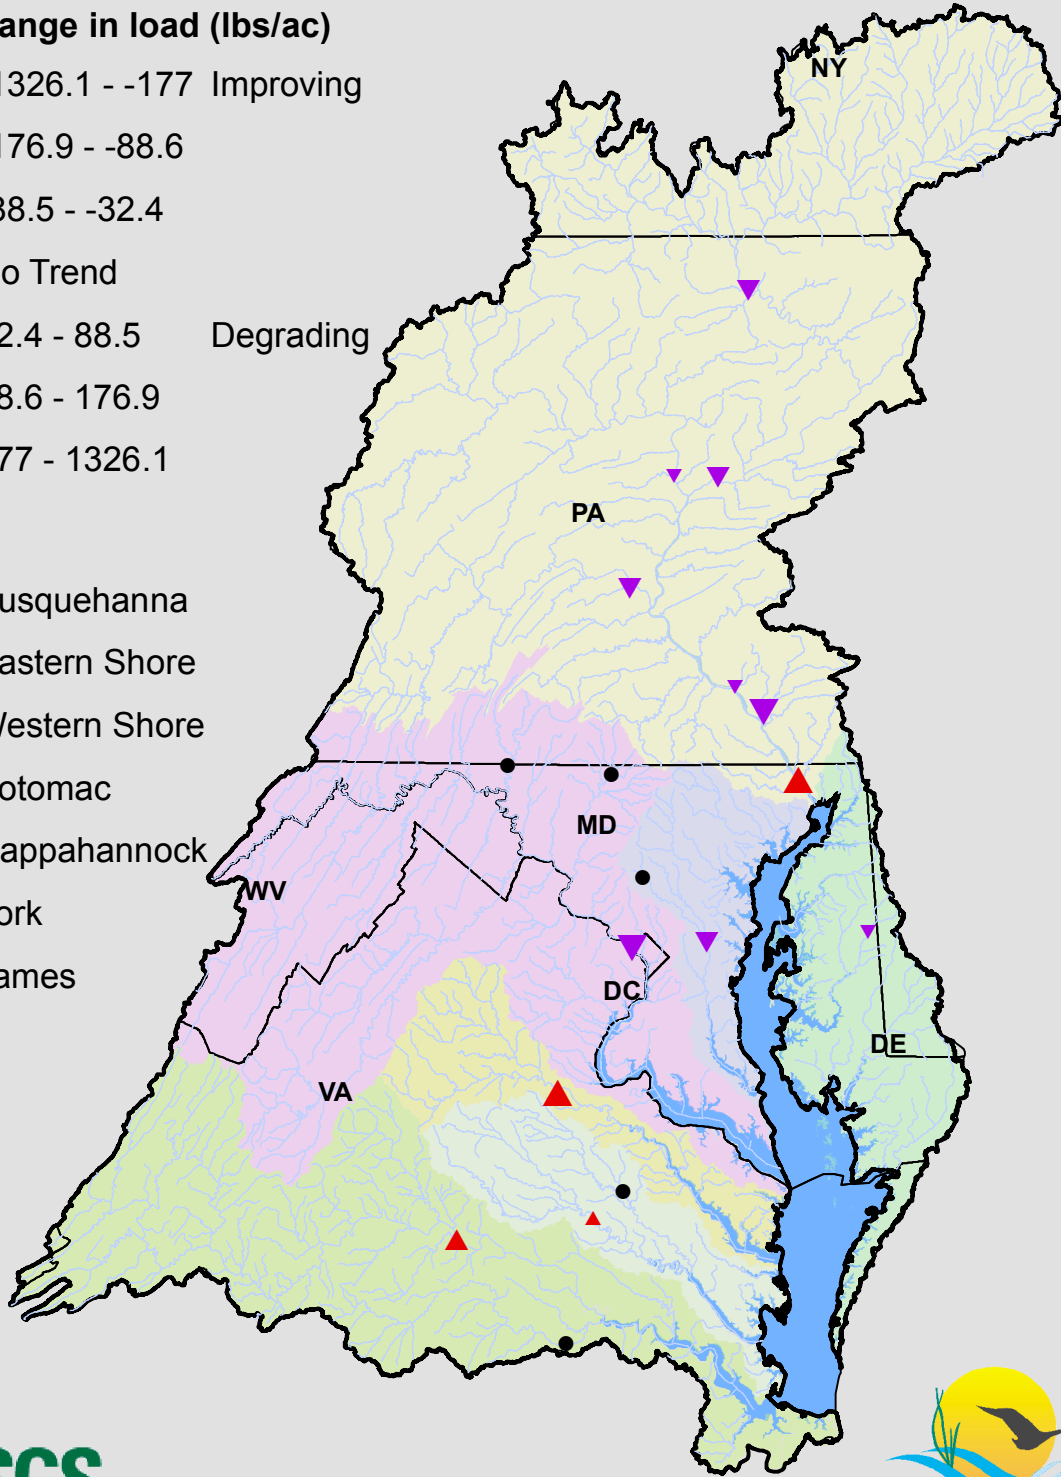 ange in load (lbs/ac)
1326.1 - -177 Improving
176.9 - -88.6
88.5 - -32.4
o Trend
2.4 - 88.5 Degrading
8.6 - 176.9
77 - 1326.1
usquehanna
astern Shore
Western Shore
otomac
appahannock
ork
ames
NY
PA
MD
WV
DC
DE
VA
SGS